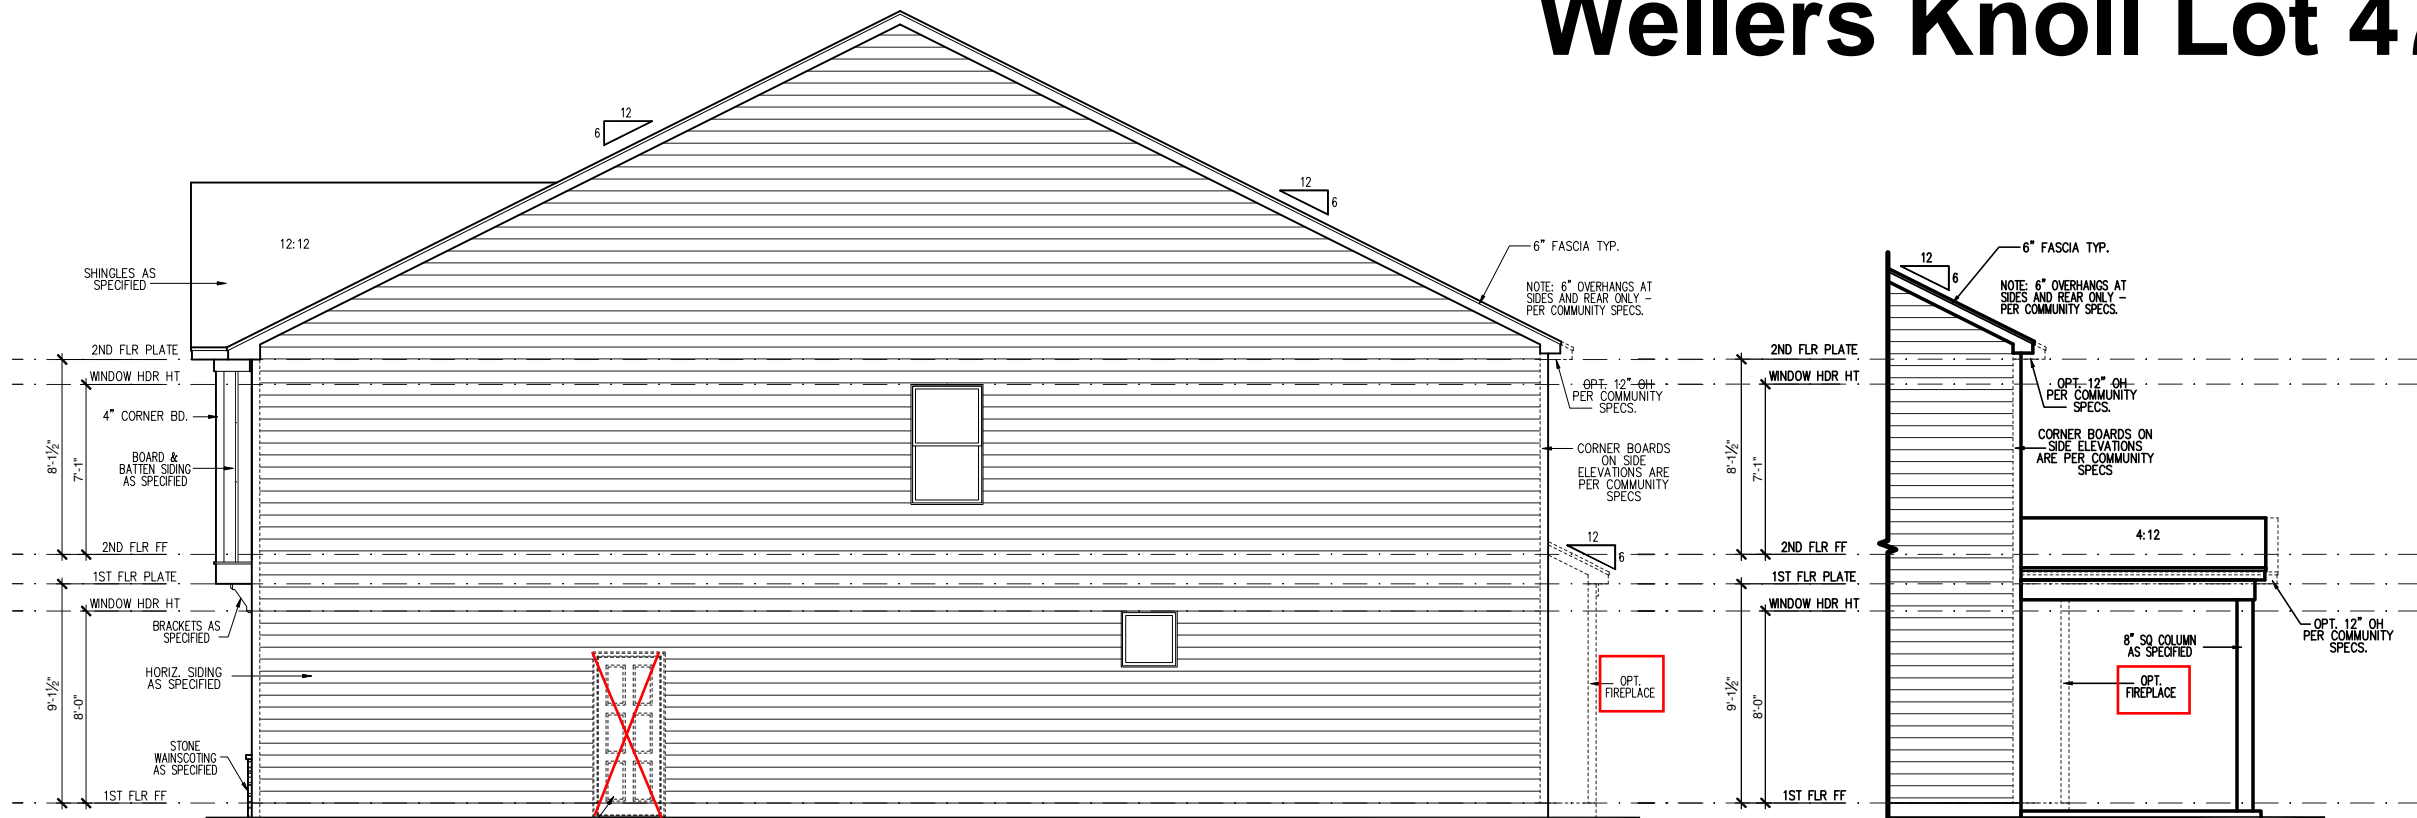 Wellers Knoll Lot 4
12
6
12
6
12:12
SHINGLES AS
SPECIFIED
6" FASCIA TYP.
NOTE: 6" OVERHANGS AT
SIDES AND REAR ONLY –
PER COMMUNITY SPECS.
2ND FLR PLATE
WINDOW HDR HT
4" CORNER BD.
BOARD &
BATTEN SIDING
AS SPECIFIED
8'-1½"
7'-1"
2ND FLR FF
1ST FLR PLATE
WINDOW HDR HT
BRACKETS AS
SPECIFIED
HORIZ. SIDING
AS SPECIFIED
9'-1½"
8'-0"
STONE
WAINSCOTING
AS SPECIFIED
1ST FLR FF
OPT. 12" OH
PER COMMUNITY
SPECS.
CORNER BOARDS
ON SIDE
ELEVATIONS ARE
PER COMMUNITY
SPECS
12
6
OPT.
FIREPLACE
12
6
6" FASCIA TYP.
NOTE: 6" OVERHANGS AT
SIDES AND REAR ONLY –
PER COMMUNITY SPECS.
2ND FLR PLATE
WINDOW HDR HT
8'-1½"
7'-1"
2ND FLR FF
1ST FLR PLATE
WINDOW HDR HT
9'-1½"
8'-0"
1ST FLR FF
OPT. 12" OH
PER COMMUNITY
SPECS.
CORNER BOARDS ON
SIDE ELEVATIONS
ARE PER COMMUNITY
SPECS
4:12
8" SQ COLUMN
AS SPECIFIED
OPT. 12" OH
PER COMMUNITY
SPECS.
OPT.
FIREPLACE